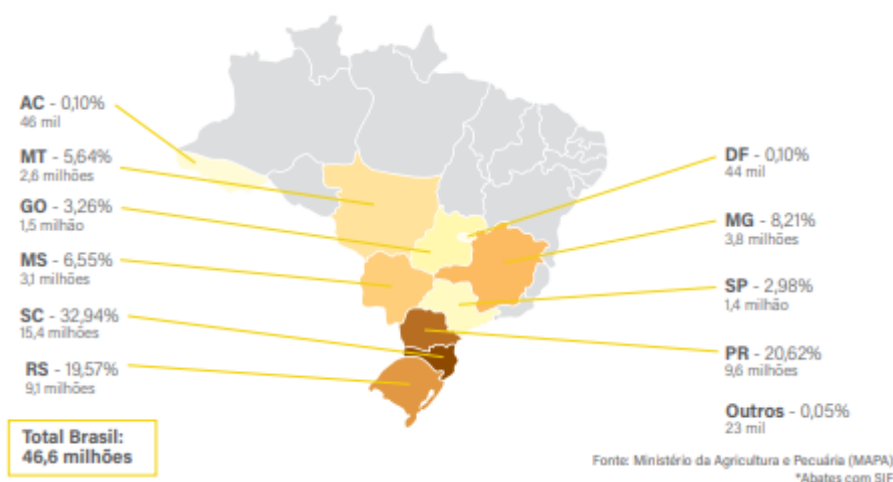 AC - 0,10%
46 mil
MT - 5,64%
2,6 milhões
GO - 3,26%
1,5 milhão
MS - 6,55%
3,1 milhões
SC - 32,94%
15,4 milhões
RS - 19,57%
9,1 milhões
Total Brasil:
46,6 milhões
DF - 0,10%
44 mil
MG - 8,21%
3,8 milhões
SP - 2,98%
1,4 milhão
PR - 20,62%
9,6 milhões
Outros - 0,05%
23 mil
Fonte: Ministério da Agricultura e Pecuária (MAPA)
*Abates com SIF